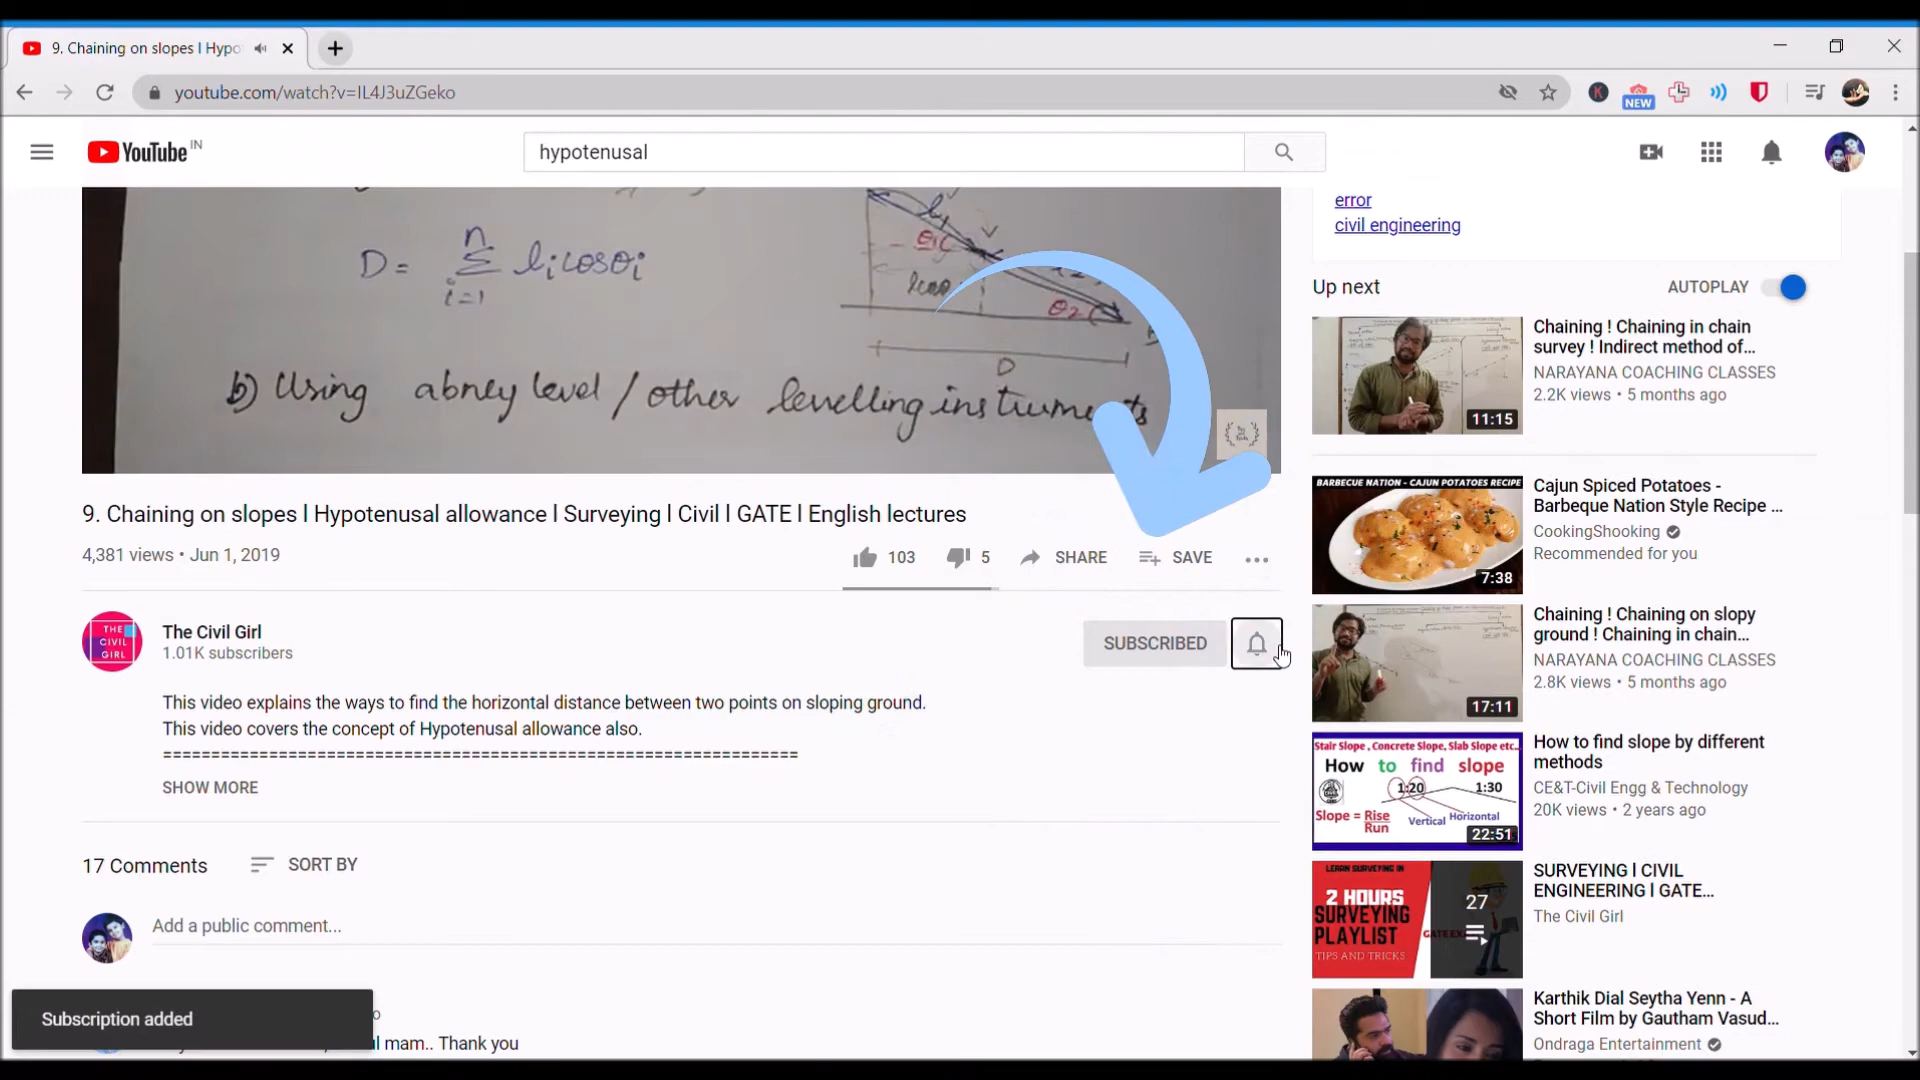 9. Chaining on slopes l Hypo
youtube.com/watch?v=IL4J3uZGeko
NEW
YouTube IN
hypotenusal
D = n Σ i=1 li cosθi
l1
θ1
θ2
D
b) Using abney level / other levelling instruments
error
civil engineering
Up next
AUTOPLAY
Chaining ! Chaining in chain
survey ! Indirect method of...
NARAYANA COACHING CLASSES
2.2K views • 5 months ago
11:15
9. Chaining on slopes l Hypotenusal allowance l Surveying l Civil l GATE l English lectures
4,381 views • Jun 1, 2019
103
5
SHARE
SAVE
BARBECUE NATION - CAJUN POTATOES RECIPE
7:38
Cajun Spiced Potatoes -
Barbeque Nation Style Recipe ...
CookingShooking
Recommended for you
THE
CIVIL
GIRL
The Civil Girl
1.01K subscribers
SUBSCRIBED
Chaining ! Chaining on slopy
ground ! Chaining in chain...
NARAYANA COACHING CLASSES
2.8K views • 5 months ago
17:11
This video explains the ways to find the horizontal distance between two points on sloping ground.
This video covers the concept of Hypotenusal allowance also.
==================================================================
SHOW MORE
Stair Slope , Concrete Slope, Slab Slope etc..
How to find slope
1:20
1:30
Slope = Rise
Run
Vertical
Horizontal
22:51
How to find slope by different
methods
CE&T-Civil Engg & Technology
20K views • 2 years ago
17 Comments
SORT BY
Add a public comment...
LEARN SURVEYING IN
2 HOURS
SURVEYING
PLAYLIST
TIPS AND TRICKS
27
SURVEYING l CIVIL
ENGINEERING l GATE...
The Civil Girl
Karthik Dial Seytha Yenn - A
Short Film by Gautham Vasud...
Ondraga Entertainment
Subscription added
mam.. Thank you